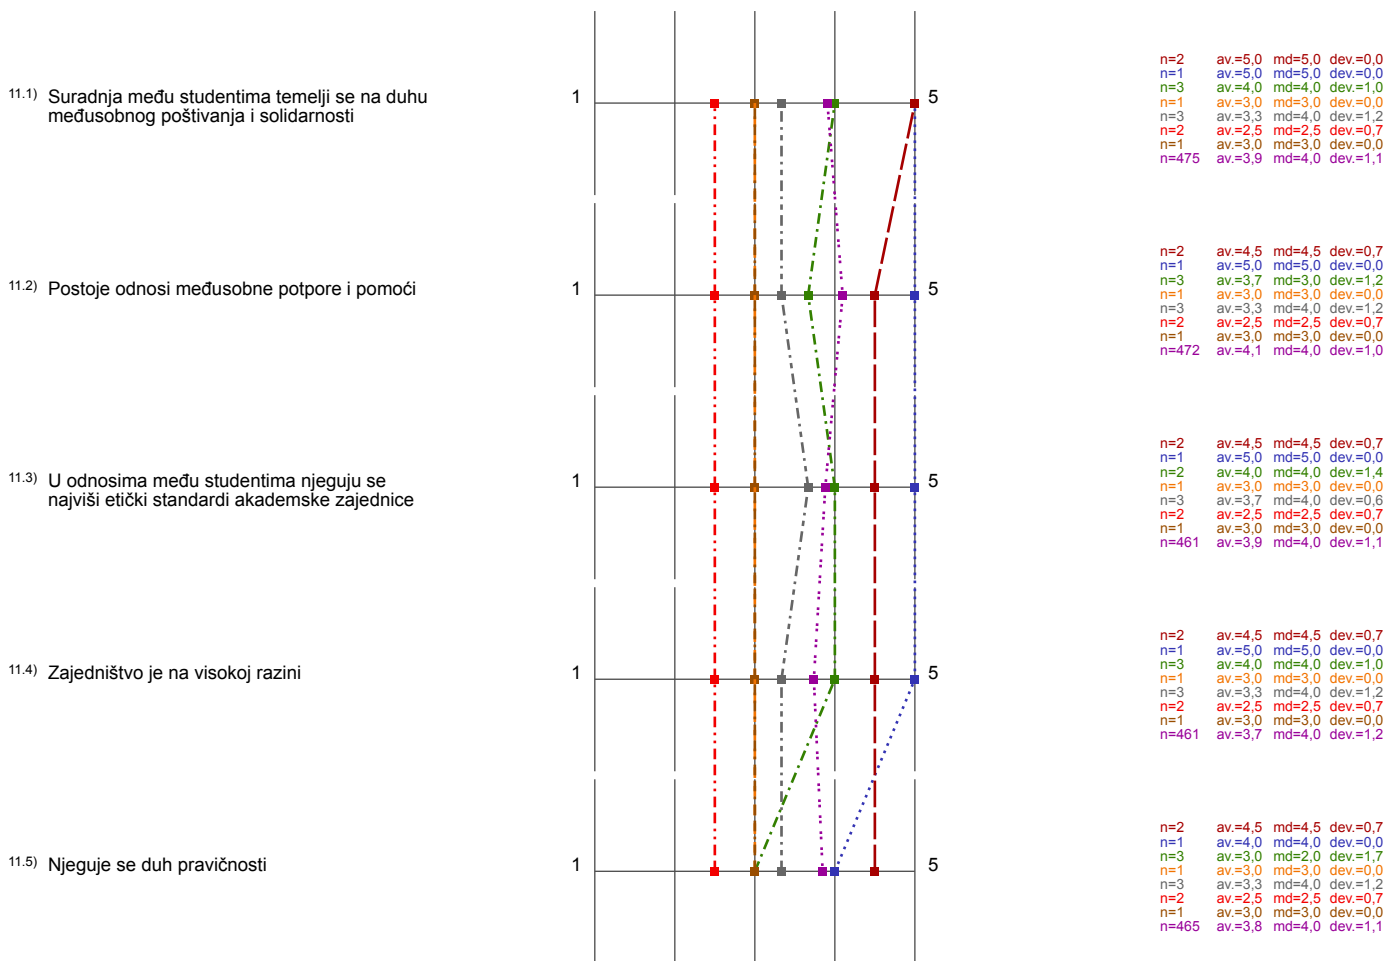 11.1) Suradnja među studentima temelji se na duhu
međusobnog poštivanja i solidarnosti
1 5
n=2 av.=5,0 md=5,0 dev.=0,0
n=1 av.=5,0 md=5,0 dev.=0,0
n=3 av.=4,0 md=4,0 dev.=1,0
n=1 av.=3,0 md=3,0 dev.=0,0
n=3 av.=3,3 md=4,0 dev.=1,2
n=2 av.=2,5 md=2,5 dev.=0,7
n=1 av.=3,0 md=3,0 dev.=0,0
n=475 av.=3,9 md=4,0 dev.=1,1
11.2) Postoje odnosi međusobne potpore i pomoći
1 5
n=2 av.=4,5 md=4,5 dev.=0,7
n=1 av.=5,0 md=5,0 dev.=0,0
n=3 av.=3,7 md=3,0 dev.=1,2
n=1 av.=3,0 md=3,0 dev.=0,0
n=3 av.=3,3 md=4,0 dev.=1,2
n=2 av.=2,5 md=2,5 dev.=0,7
n=1 av.=3,0 md=3,0 dev.=0,0
n=472 av.=4,1 md=4,0 dev.=1,0
11.3) U odnosima među studentima njeguju se
najviši etički standardi akademske zajednice
1 5
n=2 av.=4,5 md=4,5 dev.=0,7
n=1 av.=5,0 md=5,0 dev.=0,0
n=2 av.=4,0 md=4,0 dev.=1,4
n=1 av.=3,0 md=3,0 dev.=0,0
n=3 av.=3,7 md=4,0 dev.=0,6
n=2 av.=2,5 md=2,5 dev.=0,7
n=1 av.=3,0 md=3,0 dev.=0,0
n=461 av.=3,9 md=4,0 dev.=1,1
11.4) Zajedništvo je na visokoj razini
1 5
n=2 av.=4,5 md=4,5 dev.=0,7
n=1 av.=5,0 md=5,0 dev.=0,0
n=3 av.=4,0 md=4,0 dev.=1,0
n=1 av.=3,0 md=3,0 dev.=0,0
n=3 av.=3,3 md=4,0 dev.=1,2
n=2 av.=2,5 md=2,5 dev.=0,7
n=1 av.=3,0 md=3,0 dev.=0,0
n=461 av.=3,7 md=4,0 dev.=1,2
11.5) Njeguje se duh pravičnosti
1 5
n=2 av.=4,5 md=4,5 dev.=0,7
n=1 av.=4,0 md=4,0 dev.=0,0
n=3 av.=3,0 md=2,0 dev.=1,7
n=1 av.=3,0 md=3,0 dev.=0,0
n=3 av.=3,3 md=4,0 dev.=1,2
n=2 av.=2,5 md=2,5 dev.=0,7
n=1 av.=3,0 md=3,0 dev.=0,0
n=465 av.=3,8 md=4,0 dev.=1,1